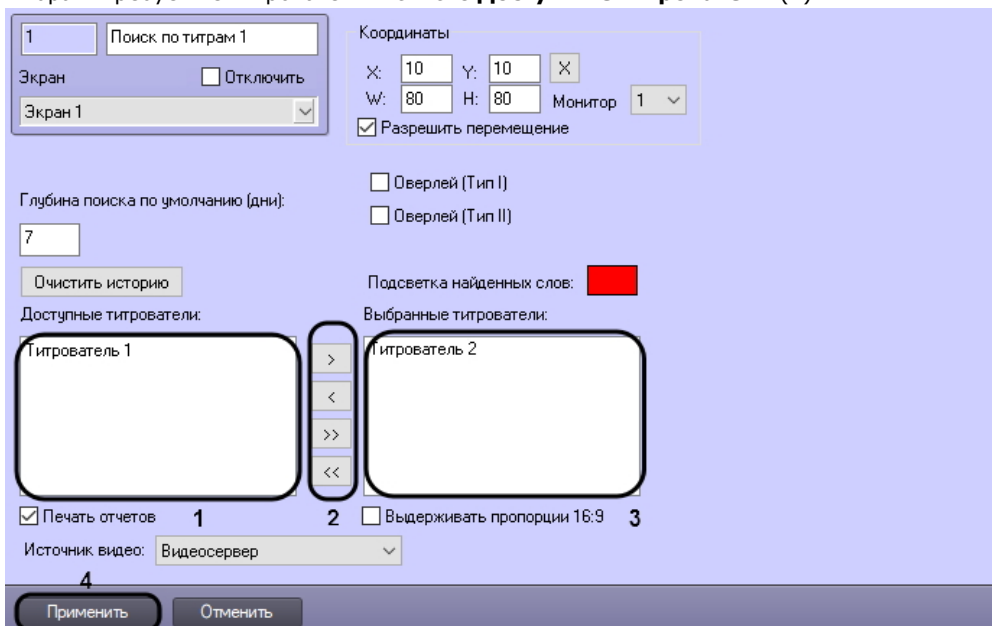 1 Поиск по титрам 1
Экран Отключить
Экран 1
Координаты
X: 10 Y: 10 X
W: 80 H: 80 Монитор 1
Разрешить перемещение
Оверлей (Тип I)
Оверлей (Тип II)
Глубина поиска по умолчанию (дни):
7
Очистить историю
Подсветка найденных слов:
Доступные титрователи:
Выбранные титрователи:
Титрователь 1
Титрователь 2
>
<
>>
<<
Печать отчетов 1 2 Выдерживать пропорции 16:9 3
Источник видео: Видеосервер
4
Применить Отменить